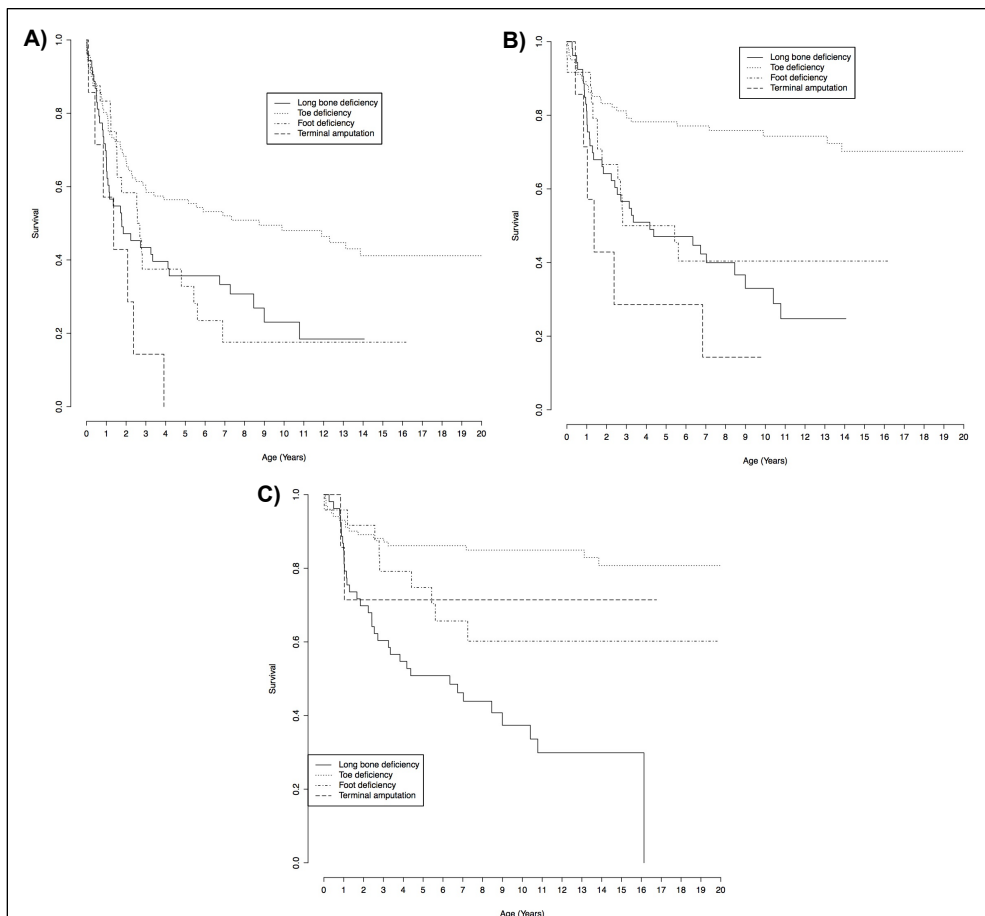 A)
1.0
0.8
0.6
0.4
0.2
0.0
Survival
Long bone deficiency
Toe deficiency
Foot deficiency
Terminal amputation
0 1 2 3 4 5 6 7 8 9 10 11 12 13 14 15 16 17 18 19 20
Age (Years)
B)
1.0
0.8
0.6
0.4
0.2
0.0
Survival
Long bone deficiency
Toe deficiency
Foot deficiency
Terminal amputation
0 1 2 3 4 5 6 7 8 9 10 11 12 13 14 15 16 17 18 19 20
Age (Years)
C)
1.0
0.8
0.6
0.4
0.2
0.0
Survival
Long bone deficiency
Toe deficiency
Foot deficiency
Terminal amputation
0 1 2 3 4 5 6 7 8 9 10 11 12 13 14 15 16 17 18 19 20
Age (Years)